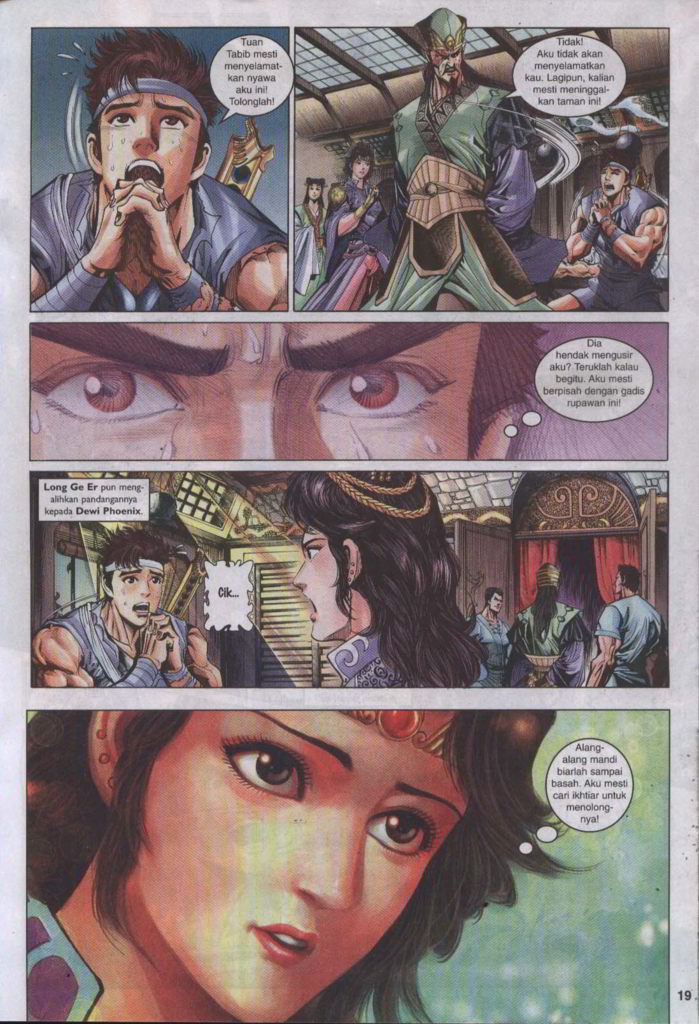 Tuan
Tabib mesti
menyelamat-
kan nyawa
aku ini!
Tolonglah!
Tidak!
Aku tidak akan
menyelamatkan
kau. Lagipun, kalian
mesti meninggal-
kan taman ini!
Dia
hendak mengusir
aku? Teruklah kalau
begitu. Aku mesti
berpisah dengan gadis
rupawan ini!
Long Ge Er pun meng-
alihkan pandangannya
kepada Dewi Phoenix.
Cik...
Alang-
alang mandi
biarlah sampai
basah. Aku mesti
cari ikhtiar untuk
menolong-
nya!
19